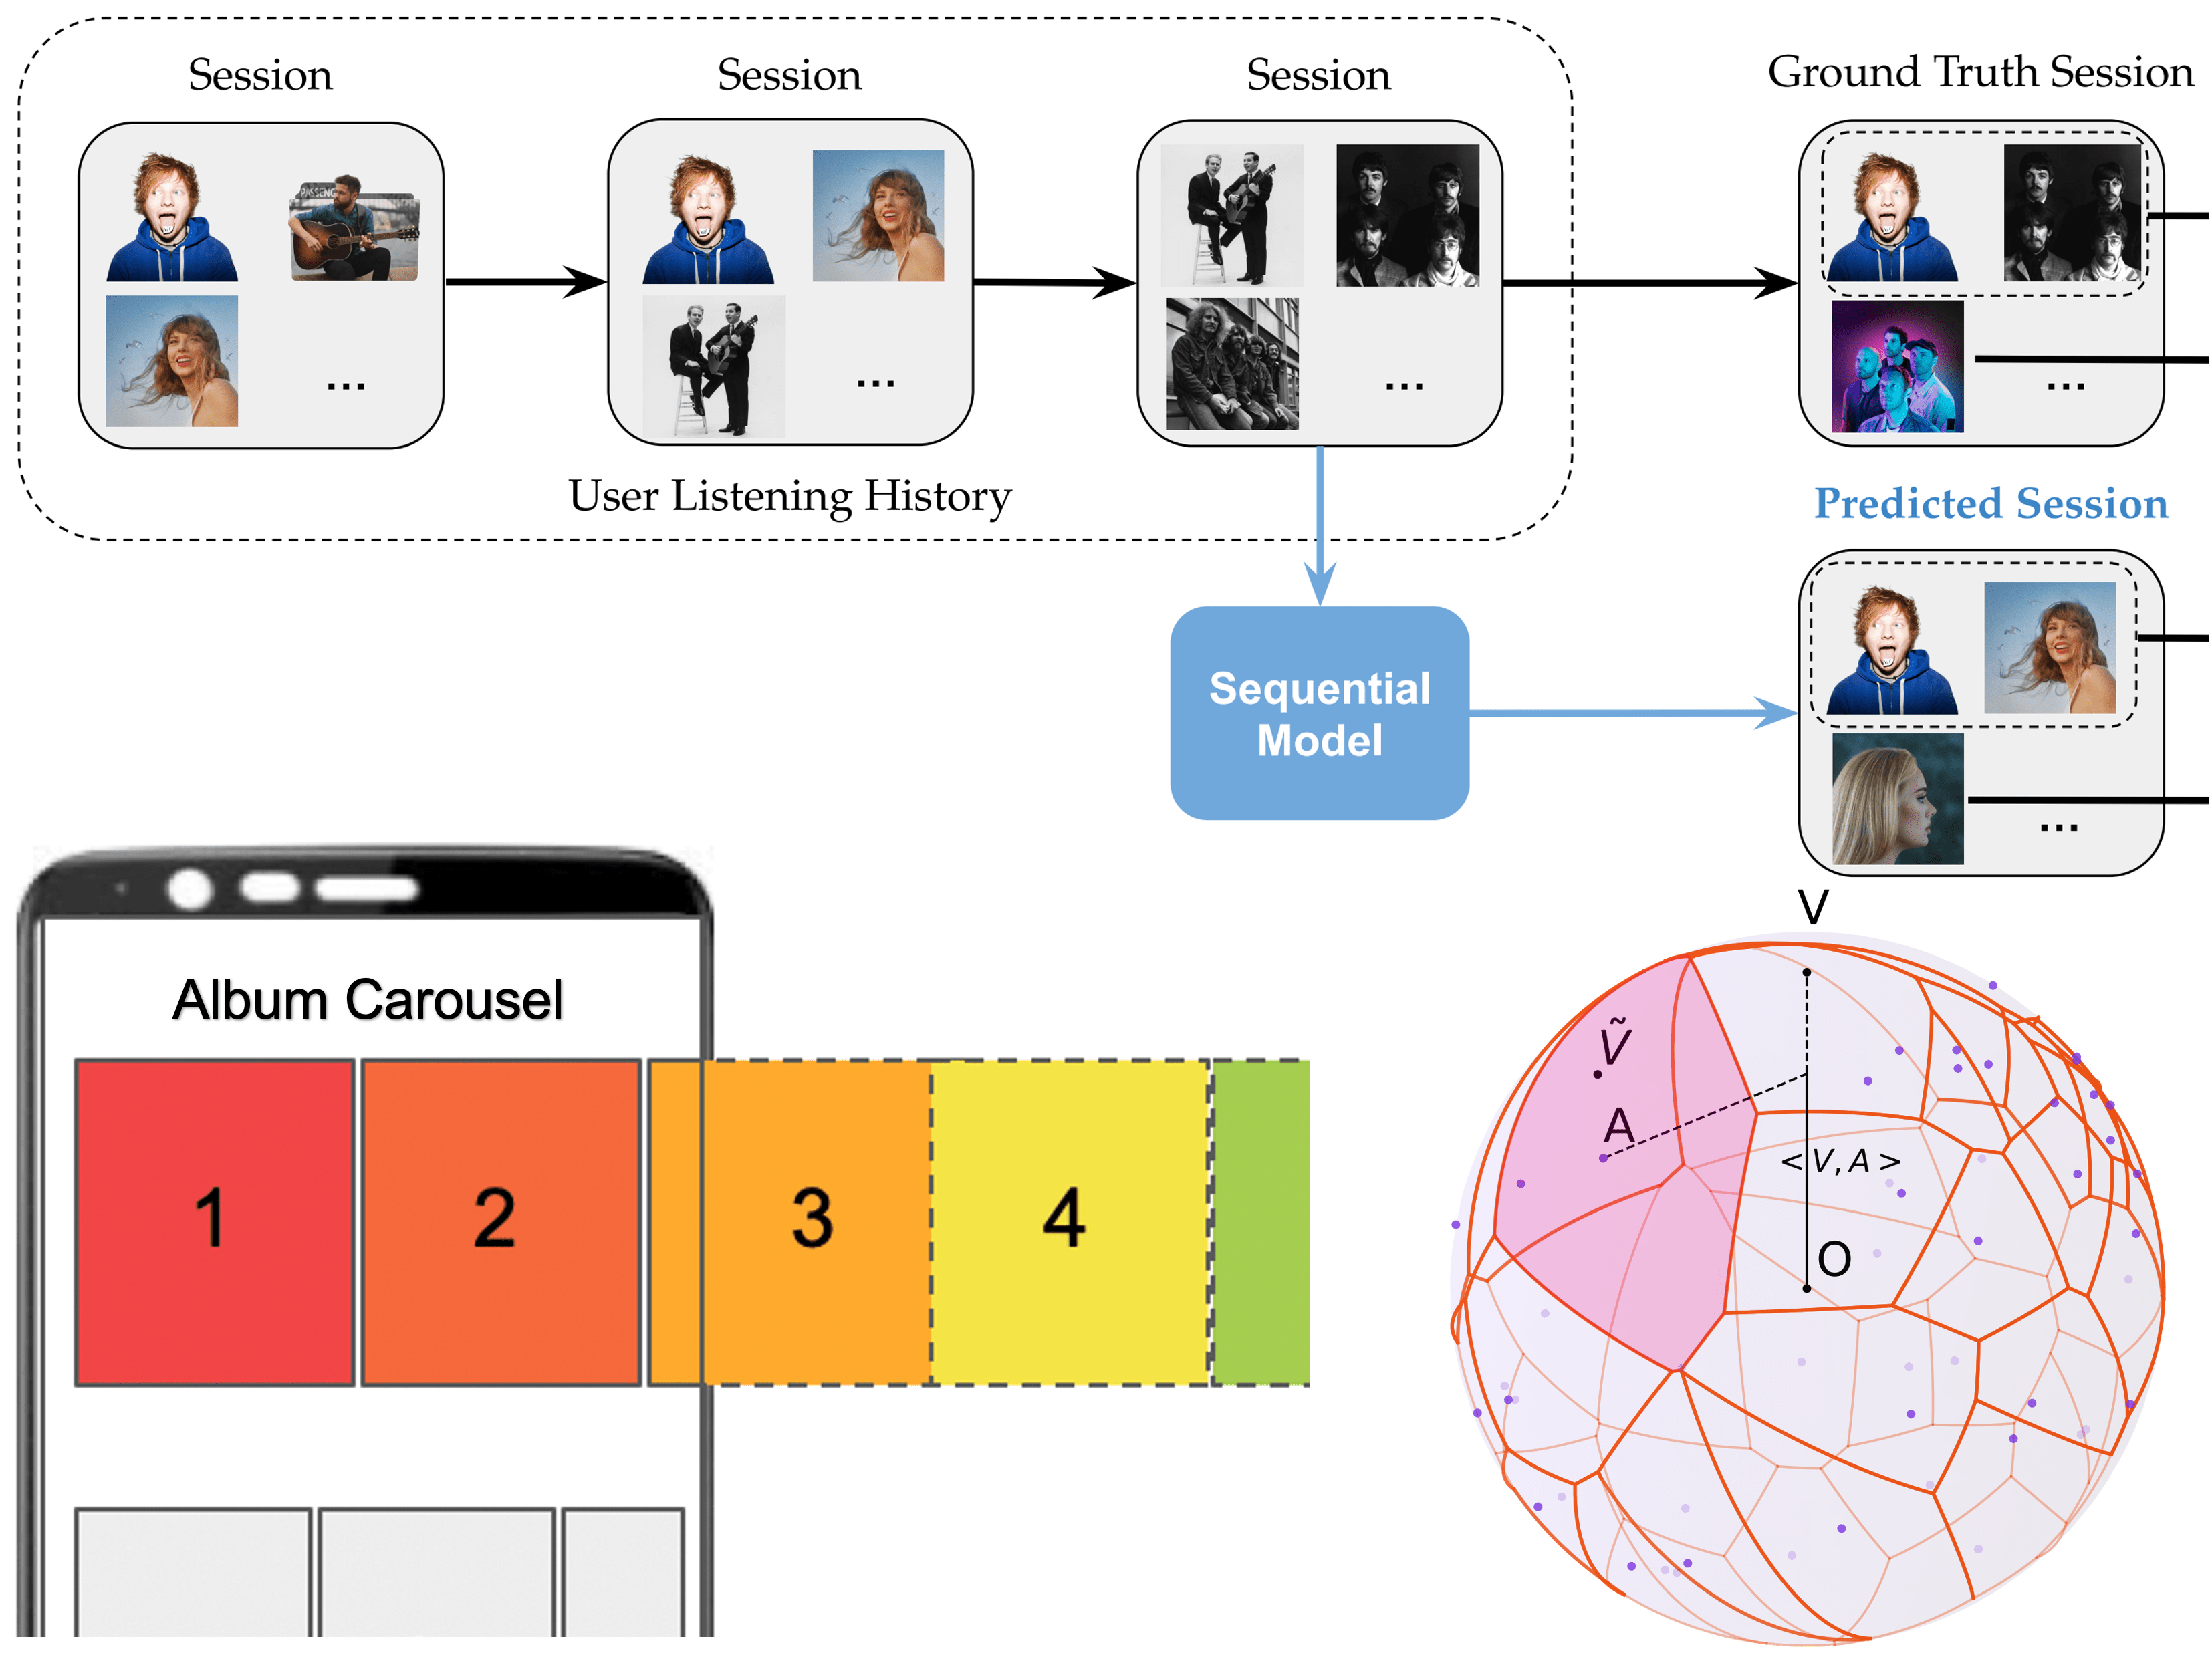 Session
Session
Session
Ground Truth Session
PASSENG
...
...
...
...
User Listening History
Predicted Session
Sequential
Model
...
Album Carousel
1
2
3
4
V
Ṽ
A
<V, A>
O